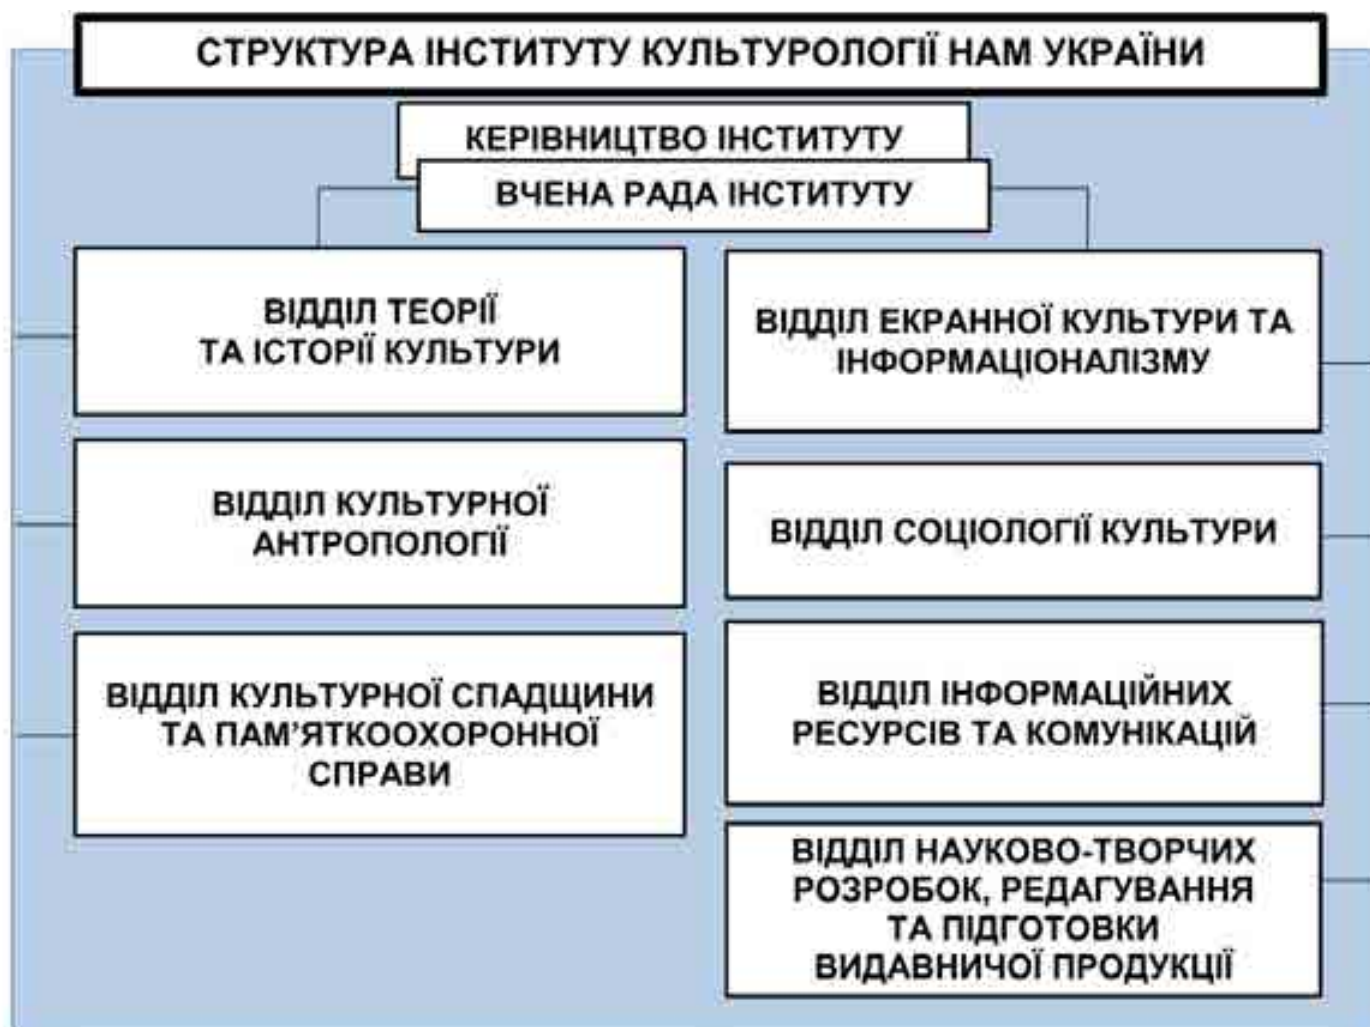 СТРУКТУРА ІНСТИТУТУ КУЛЬТУРОЛОГІЇ НАМ УКРАЇНИ
КЕРІВНИЦТВО ІНСТИТУТУ
ВЧЕНА РАДА ІНСТИТУТУ
ВІДДІЛ ТЕОРІЇ
ТА ІСТОРІЇ КУЛЬТУРИ
ВІДДІЛ КУЛЬТУРНОЇ
АНТРОПОЛОГІЇ
ВІДДІЛ КУЛЬТУРНОЇ СПАДЩИНИ
ТА ПАМ’ЯТКООХОРОННОЇ
СПРАВИ
ВІДДІЛ ЕКРАННОЇ КУЛЬТУРИ ТА
ІНФОРМАЦІОНАЛІЗМУ
ВІДДІЛ СОЦІОЛОГІЇ КУЛЬТУРИ
ВІДДІЛ ІНФОРМАЦІЙНИХ
РЕСУРСІВ ТА КОМУНІКАЦІЙ
ВІДДІЛ НАУКОВО-ТВОРЧИХ
РОЗРОБОК, РЕДАГУВАННЯ
ТА ПІДГОТОВКИ
ВИДАВНИЧОЇ ПРОДУКЦІЇ